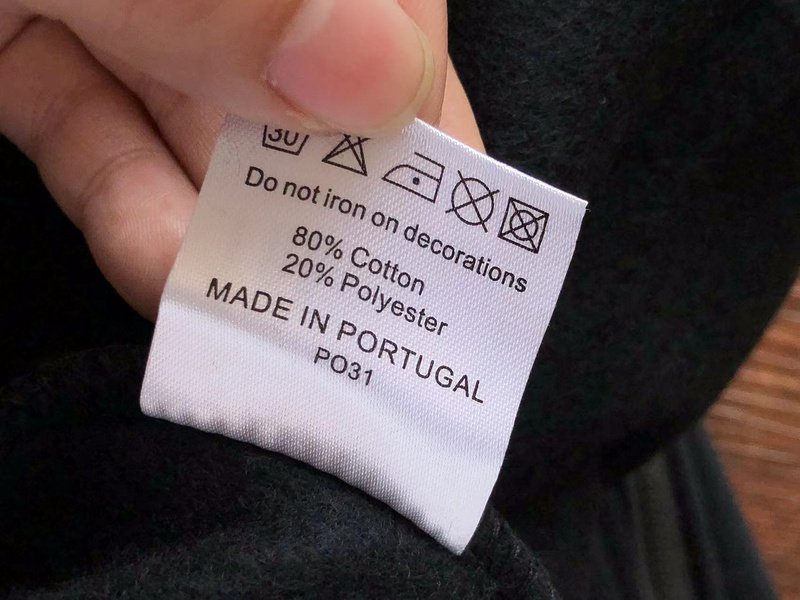 30
Do not iron on decorations
80% Cotton
20% Polyester
MADE IN PORTUGAL
PO31